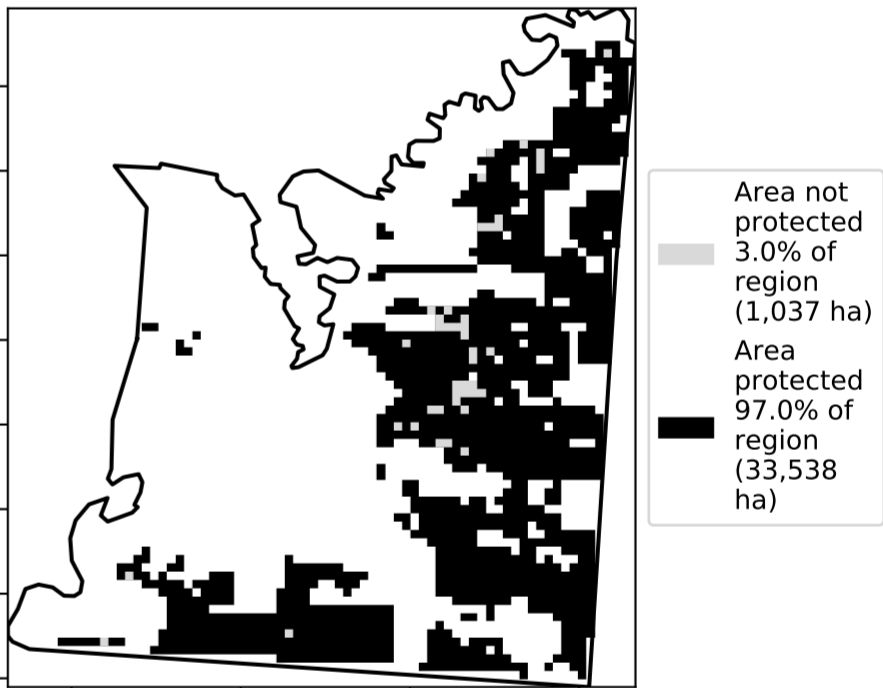 Area not
protected
3.0% of
region
(1,037 ha)
Area
protected
97.0% of
region
(33,538
ha)